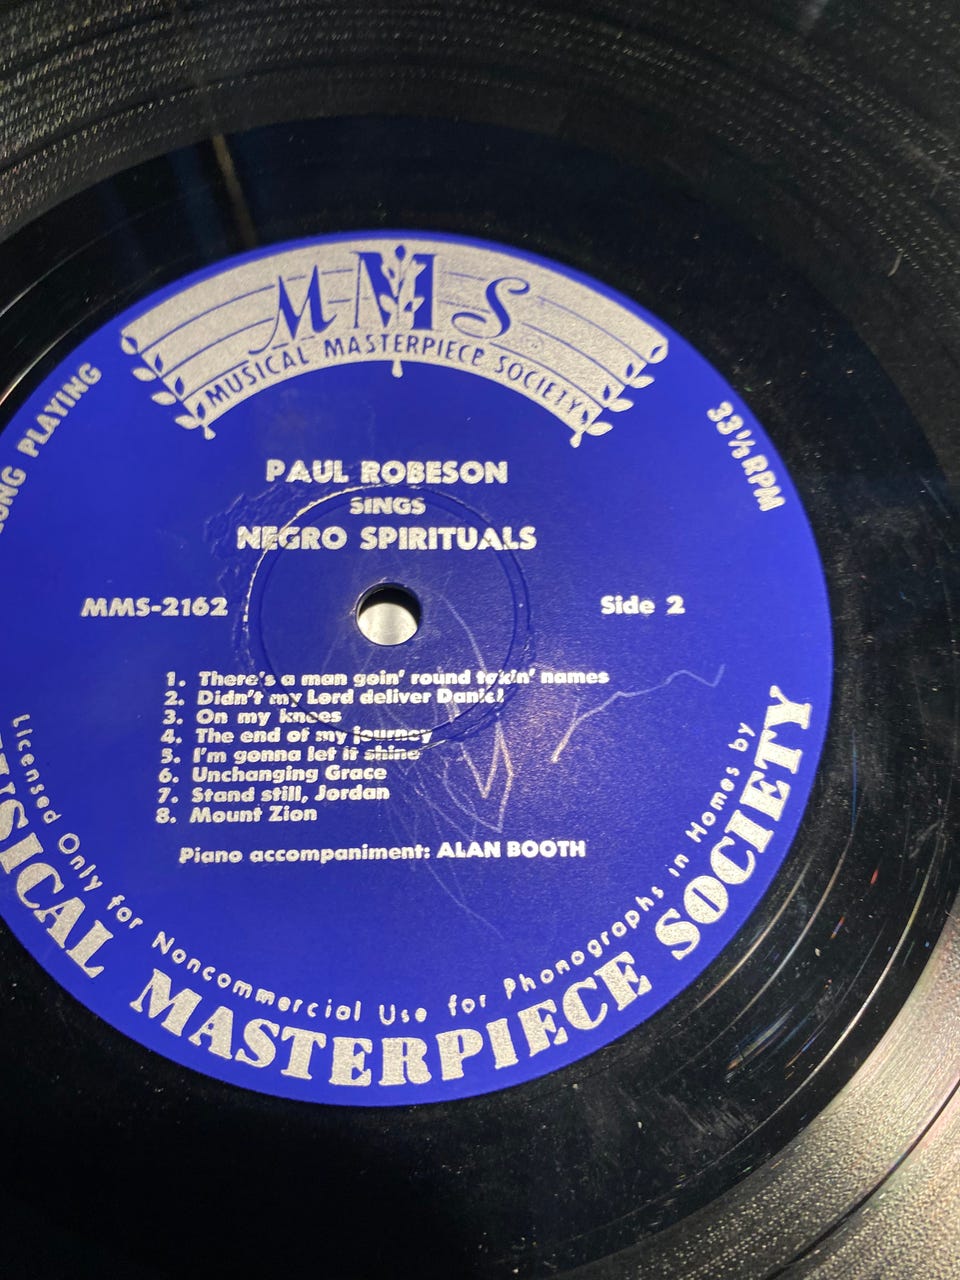 MMS
MUSICAL MASTERPIECE SOCIETY
LONG PLAYING
33⅓ RPM
PAUL ROBESON
SINGS
NEGRO SPIRITUALS
MMS-2162
Side 2
1. There's a man goin' round takin' names
2. Didn't my Lord deliver Daniel
3. On my knees
4. The end of my journey
5. I'm gonna let it shine
6. Unchanging Grace
7. Stand still, Jordan
8. Mount Zion
Piano accompaniment: ALAN BOOTH
Licensed Only for Noncommercial Use for Phonographs in Homes by
MUSICAL MASTERPIECE SOCIETY